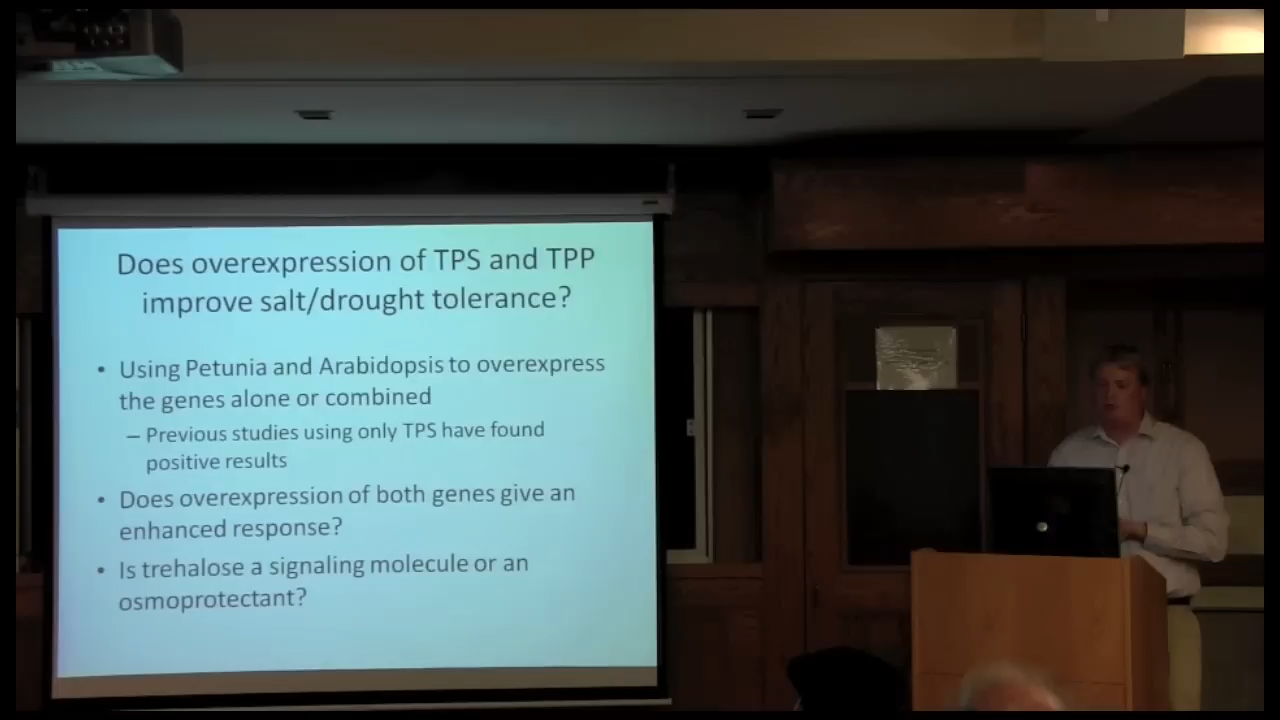 Does overexpression of TPS and TPP
improve salt/drought tolerance?
• Using Petunia and Arabidopsis to overexpress
the genes alone or combined
– Previous studies using only TPS have found
positive results
• Does overexpression of both genes give an
enhanced response?
• Is trehalose a signaling molecule or an
osmoprotectant?